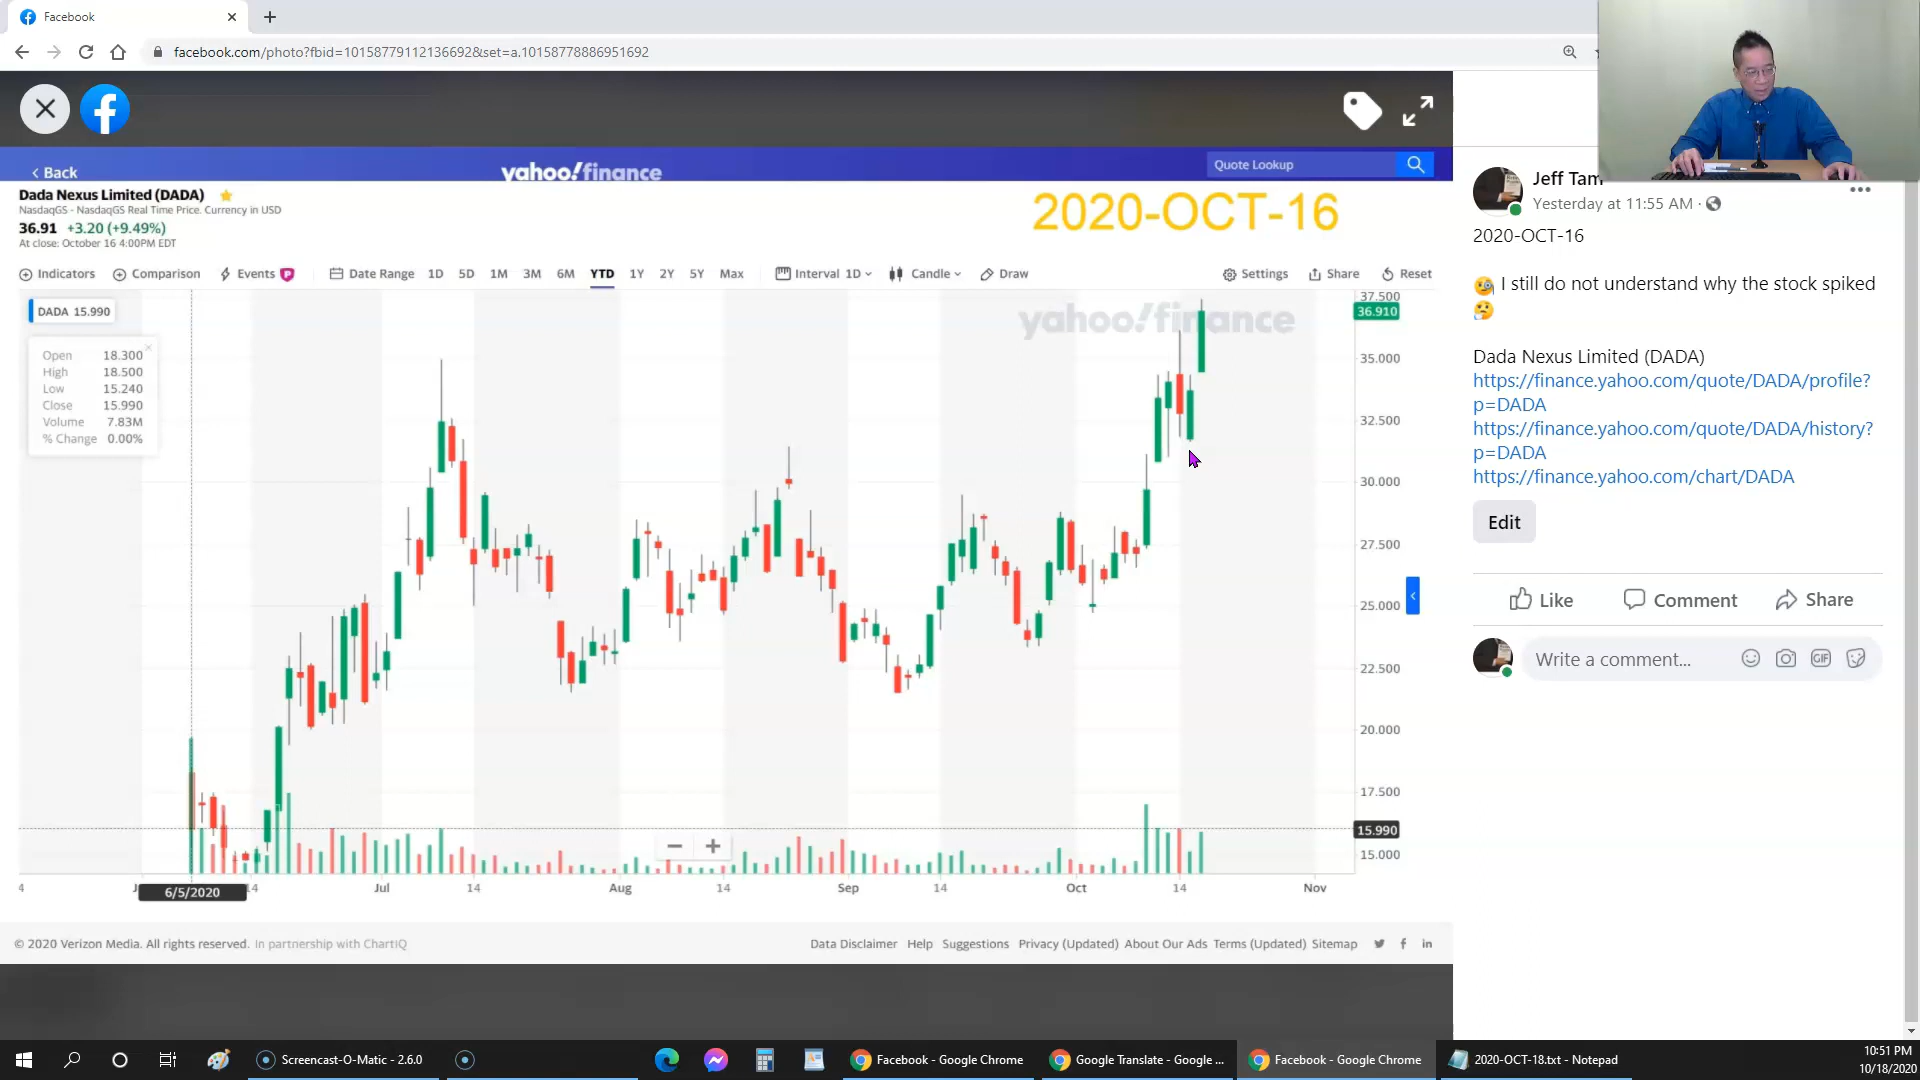 Facebook
facebook.com/photo?fbid=10158779112136692&set=a.10158778886951692
< Back
yahoo!finance
Quote Lookup
Dada Nexus Limited (DADA)
NasdaqGS - NasdaqGS Real Time Price. Currency in USD
36.91 +3.20 (+9.49%)
At close: October 16 4:00PM EDT
2020-OCT-16
Indicators Comparison Events Date Range 1D 5D 1M 3M 6M YTD 1Y 2Y 5Y Max Interval 1D Candle Draw Settings Share Reset
DADA 15.990
Open 18.300
High 18.500
Low 15.240
Close 15.990
Volume 7.83M
% Change 0.00%
yahoo!finance
37.500
36.910
35.000
32.500
30.000
27.500
25.000
22.500
20.000
17.500
15.990
15.000
4 6/5/2020 14 Jul 14 Aug 14 Sep 14 Oct 14 Nov
© 2020 Verizon Media. All rights reserved. In partnership with ChartIQ
Data Disclaimer Help Suggestions Privacy (Updated) About Our Ads Terms (Updated) Sitemap
Jeff Tam
Yesterday at 11:55 AM ·
2020-OCT-16
🧐 I still do not understand why the stock spiked
🤔
Dada Nexus Limited (DADA)
https://finance.yahoo.com/quote/DADA/profile?
p=DADA
https://finance.yahoo.com/quote/DADA/history?
p=DADA
https://finance.yahoo.com/chart/DADA
Edit
Like Comment Share
Write a comment...
GIF
Screencast-O-Matic - 2.6.0
Facebook - Google Chrome
Google Translate - Google ...
Facebook - Google Chrome
2020-OCT-18.txt - Notepad
10:51 PM
10/18/2020